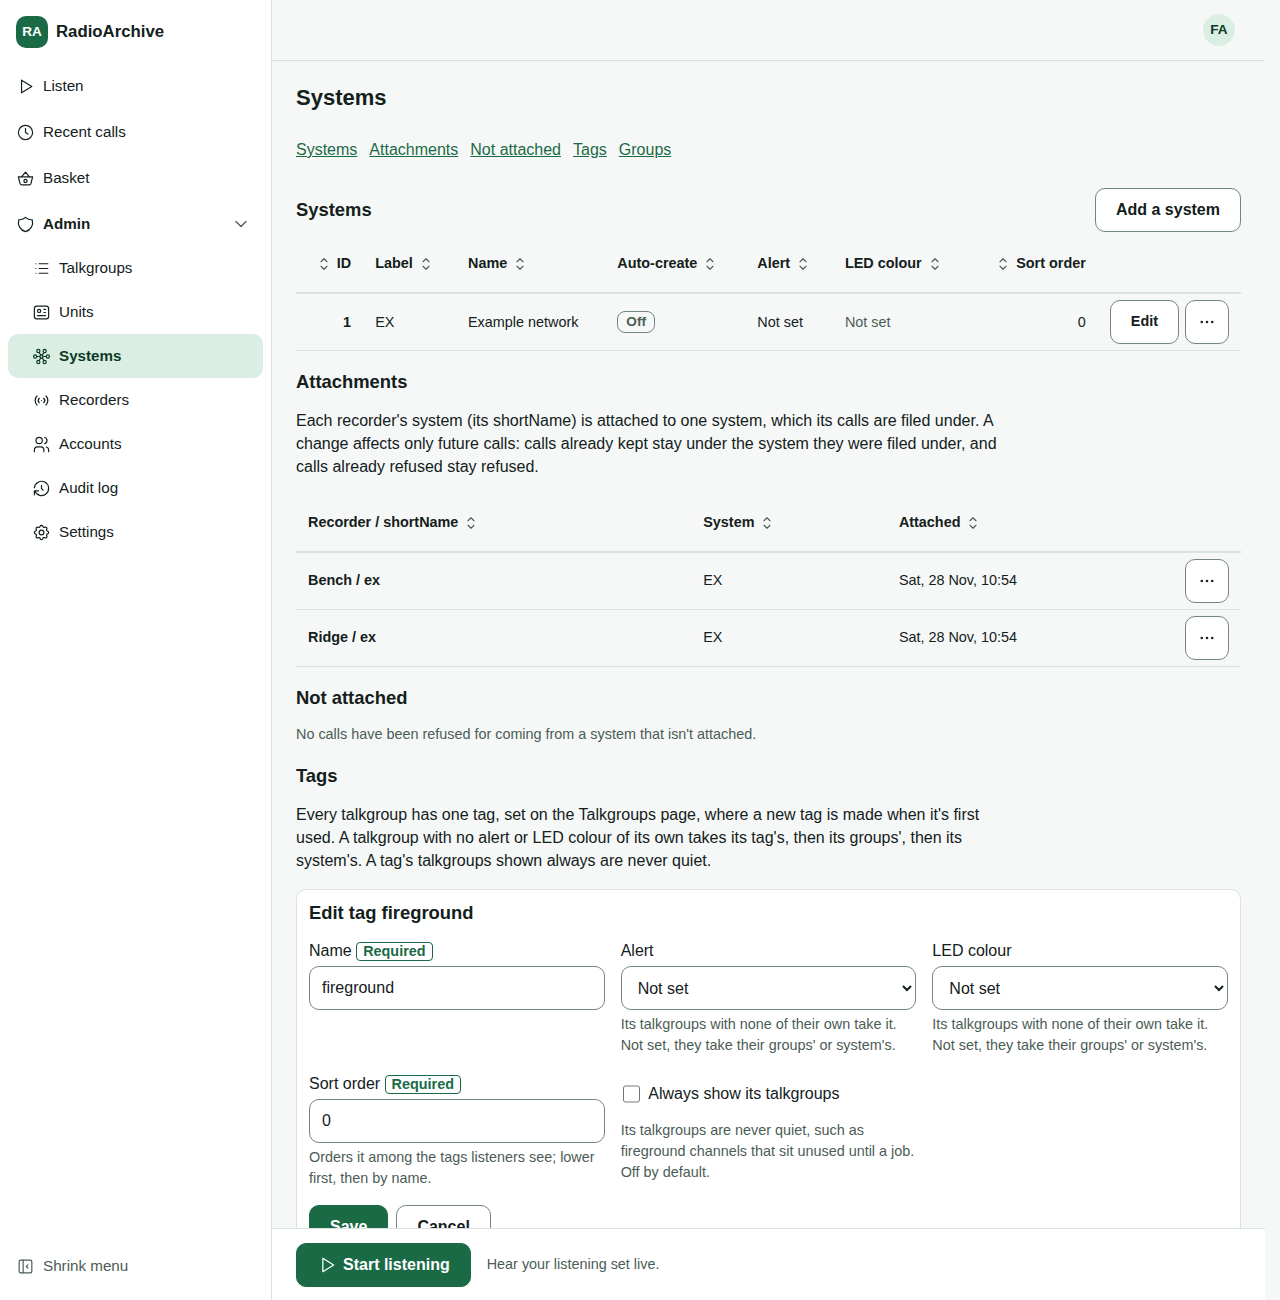 RA RadioArchive
FA
Listen
Recent calls
Basket
Admin
Talkgroups
Units
Systems
Recorders
Accounts
Audit log
Settings
Shrink menu
Systems
Systems Attachments Not attached Tags Groups
Systems
Add a system
ID Label Name Auto-create Alert LED colour Sort order
1 EX Example network Off Not set Not set 0 Edit
Attachments
Each recorder's system (its shortName) is attached to one system, which its calls are filed under. A
change affects only future calls: calls already kept stay under the system they were filed under, and
calls already refused stay refused.
Recorder / shortName System Attached
Bench / ex EX Sat, 28 Nov, 10:54
Ridge / ex EX Sat, 28 Nov, 10:54
Not attached
No calls have been refused for coming from a system that isn't attached.
Tags
Every talkgroup has one tag, set on the Talkgroups page, where a new tag is made when it's first
used. A talkgroup with no alert or LED colour of its own takes its tag's, then its groups', then its
system's. A tag's talkgroups shown always are never quiet.
Edit tag fireground
Name Required
fireground
Alert
Not set
Its talkgroups with none of their own take it.
Not set, they take their groups' or system's.
LED colour
Not set
Its talkgroups with none of their own take it.
Not set, they take their groups' or system's.
Sort order Required
0
Orders it among the tags listeners see; lower
first, then by name.
Always show its talkgroups
Its talkgroups are never quiet, such as
fireground channels that sit unused until a job.
Off by default.
Save Cancel
Start listening Hear your listening set live.